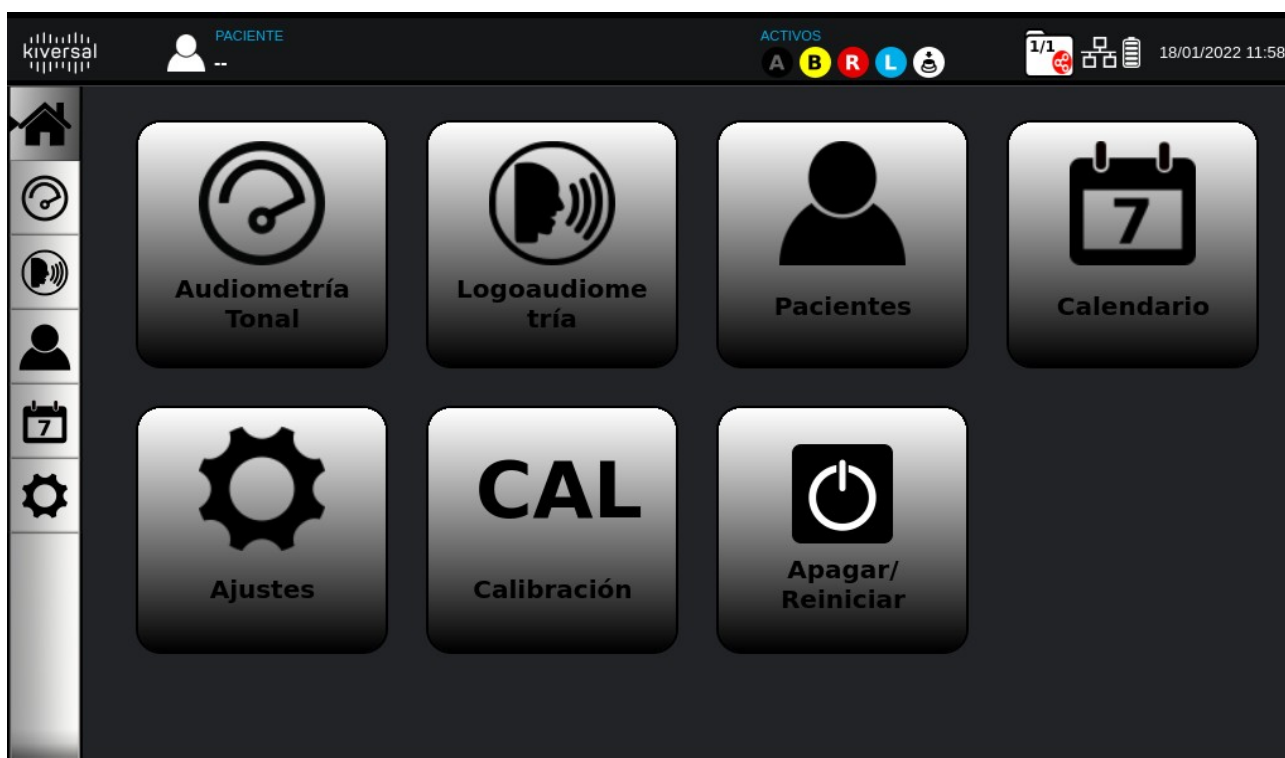 kiversal
PACIENTE
--
ACTIVOS
A B R L
1/1
18/01/2022 11:58
Audiometría
Tonal
Logoaudiome
tría
Pacientes
7
Calendario
7
Ajustes
CAL
Calibración
Apagar/
Reiniciar